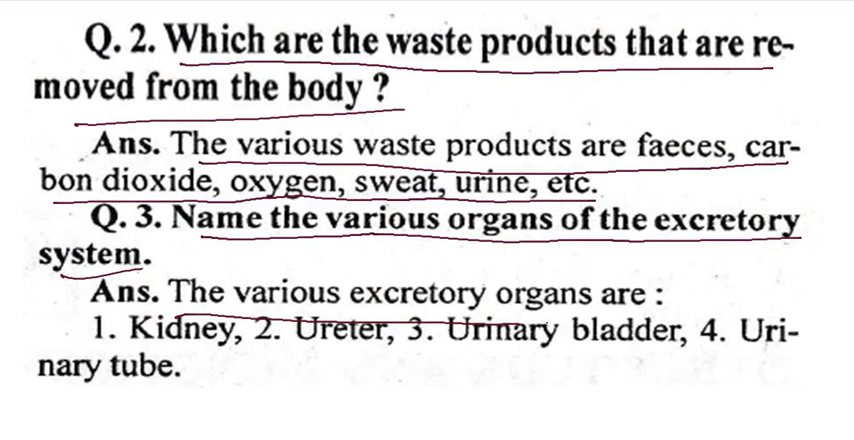 Q. 2. Which are the waste products that are re-
moved from the body ?
Ans. The various waste products are faeces, car-
bon dioxide, oxygen, sweat, urine, etc.
Q. 3. Name the various organs of the excretory
system.
Ans. The various excretory organs are :
1. Kidney, 2. Ureter, 3. Urinary bladder, 4. Uri-
nary tube.